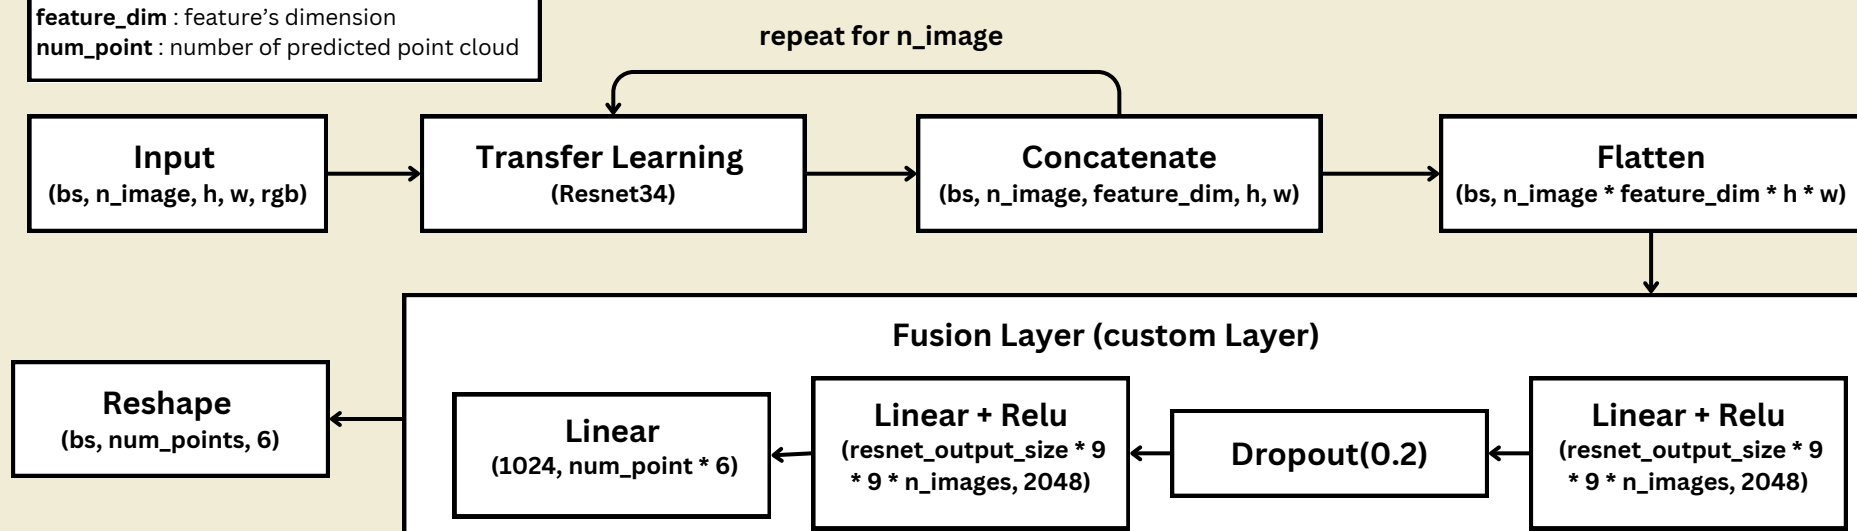 feature_dim : feature's dimension
num_point : number of predicted point cloud
repeat for n_image
Input
(bs, n_image, h, w, rgb)
Transfer Learning
(Resnet34)
Concatenate
(bs, n_image, feature_dim, h, w)
Flatten
(bs, n_image * feature_dim * h * w)
Fusion Layer (custom Layer)
Linear + Relu
(resnet_output_size * 9
* 9 * n_images, 2048)
Dropout(0.2)
Linear + Relu
(resnet_output_size * 9
* 9 * n_images, 2048)
Linear
(1024, num_point * 6)
Reshape
(bs, num_points, 6)